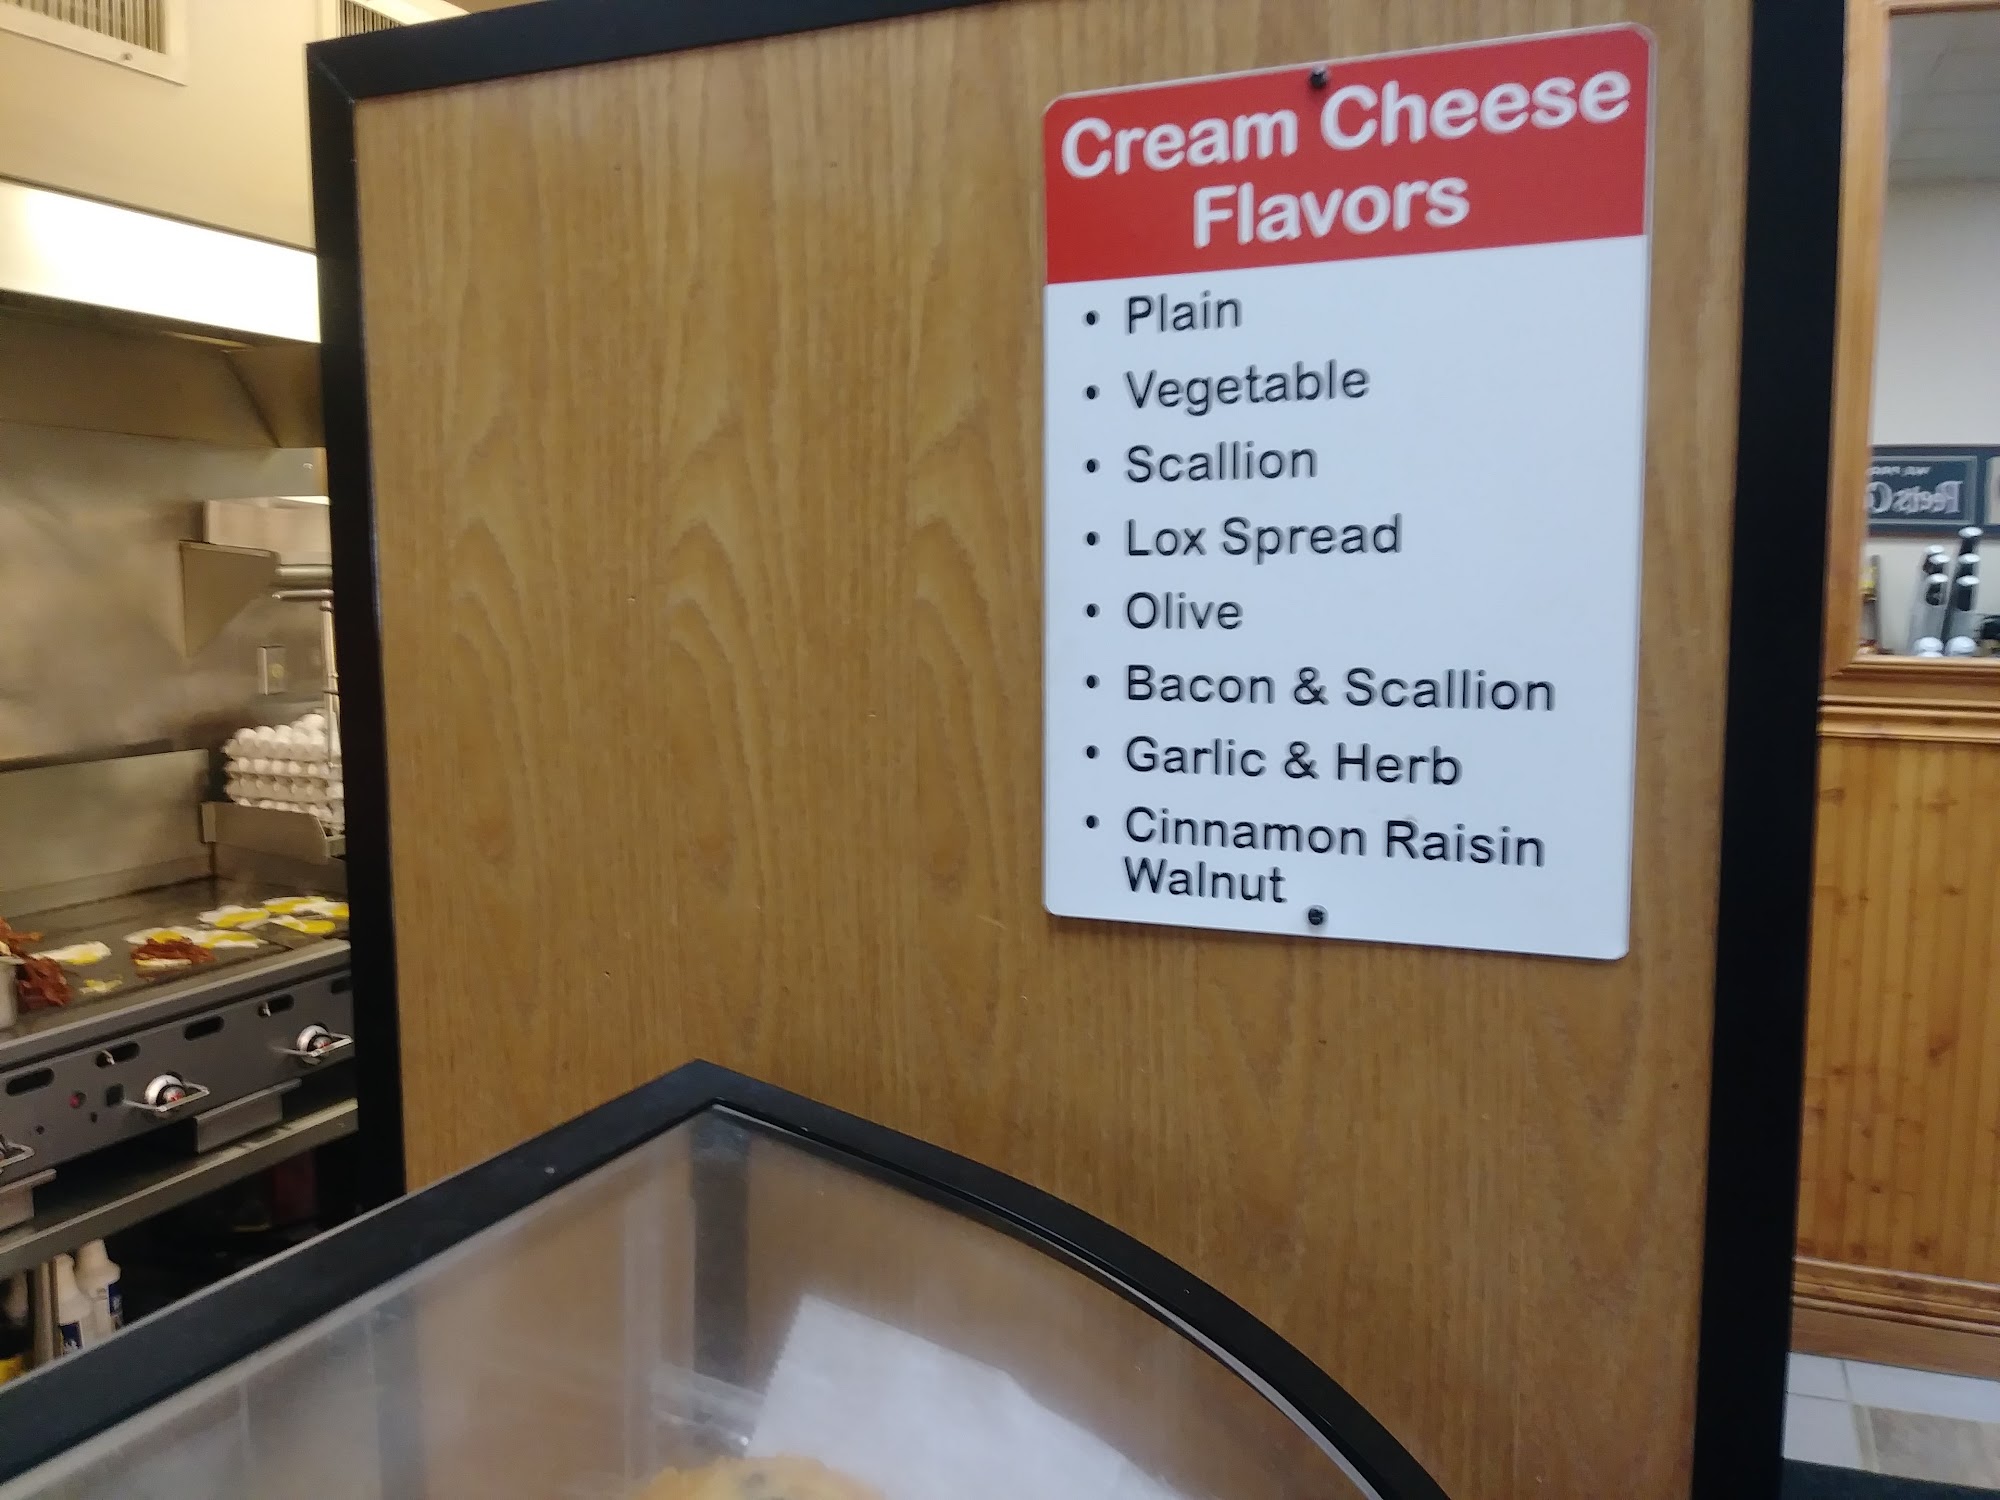 Cream Cheese
Flavors
• Plain
• Vegetable
• Scallion
• Lox Spread
• Olive
• Bacon & Scallion
• Garlic & Herb
• Cinnamon Raisin
Walnut